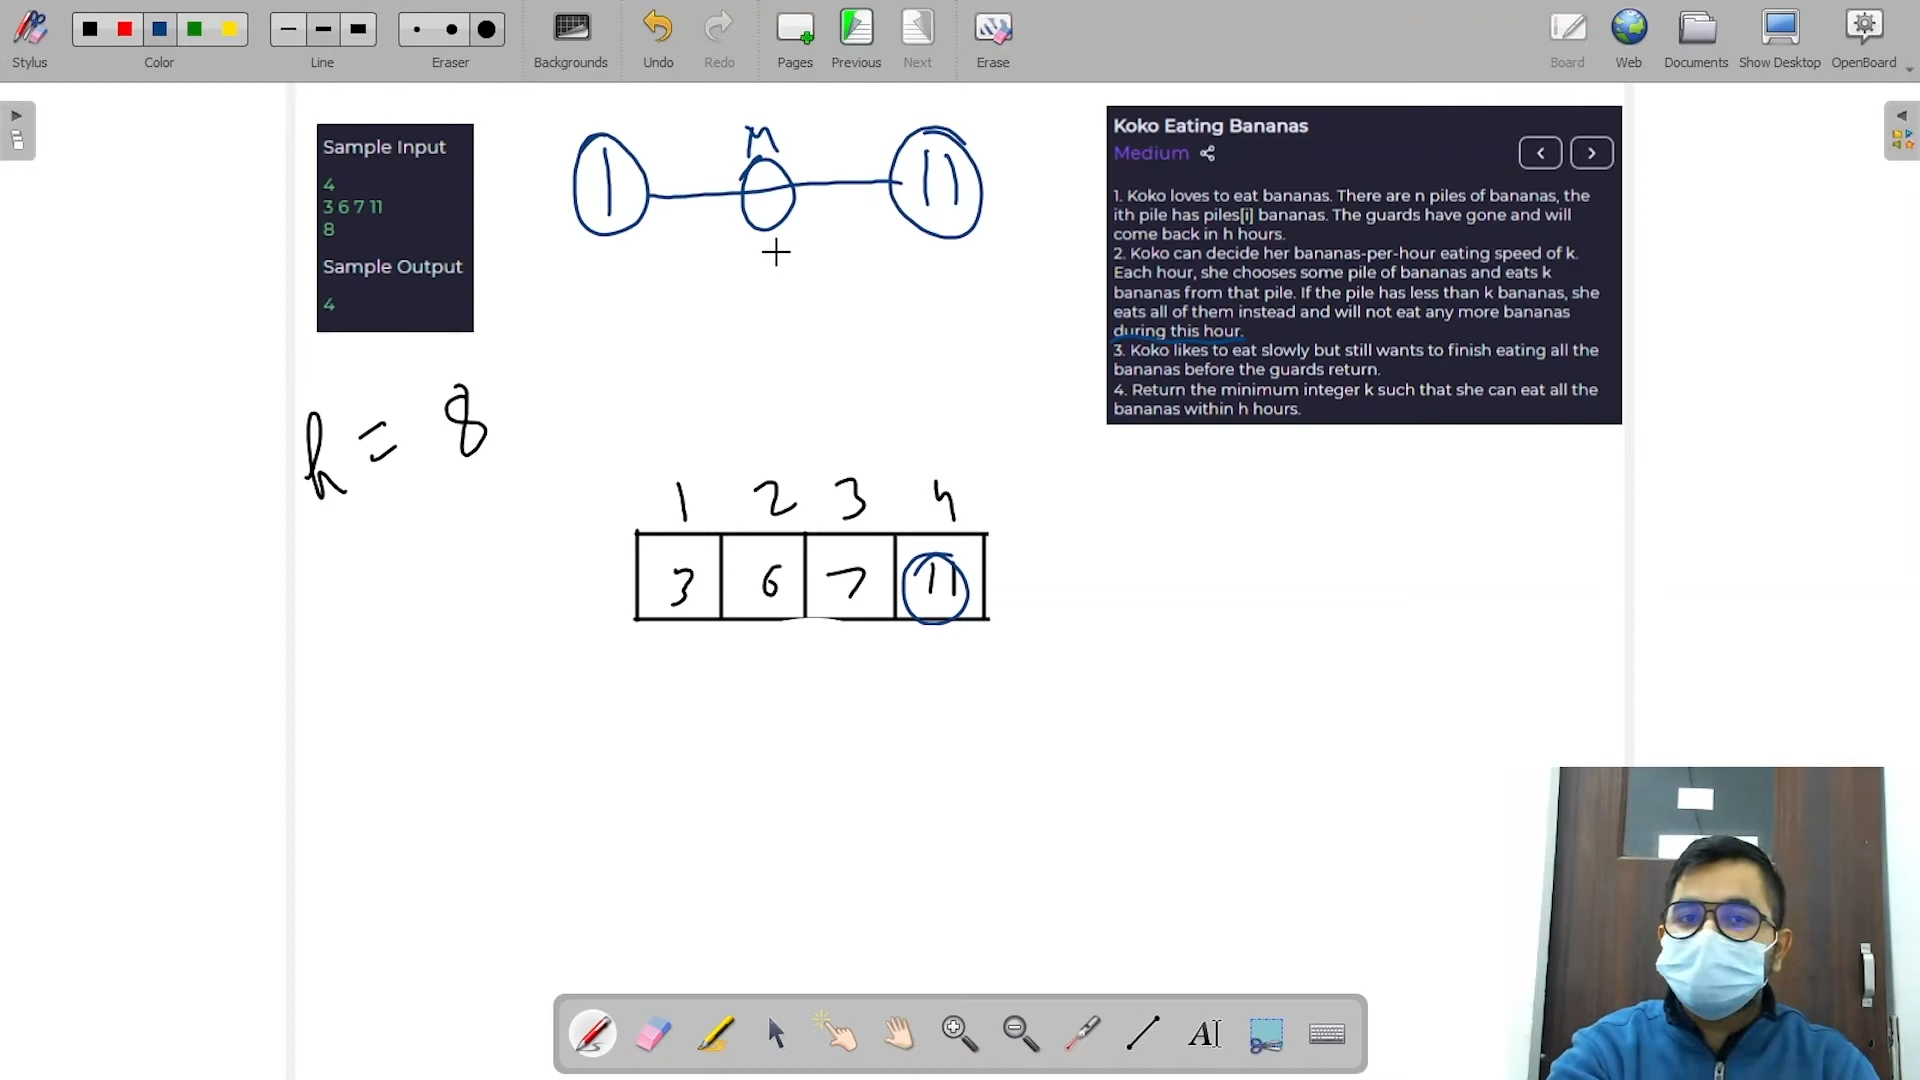 Stylus
Color
Line
Eraser
Backgrounds
Undo
Redo
Pages
Previous
Next
Erase
Board
Web
Documents
Show Desktop
OpenBoard
Sample Input
4
3 6 7 11
8
Sample Output
4
1
M
11
Koko Eating Bananas
Medium
1. Koko loves to eat bananas. There are n piles of bananas, the
ith pile has piles[i] bananas. The guards have gone and will
come back in h hours.
2. Koko can decide her bananas-per-hour eating speed of k.
Each hour, she chooses some pile of bananas and eats k
bananas from that pile. If the pile has less than k bananas, she
eats all of them instead and will not eat any more bananas
during this hour.
3. Koko likes to eat slowly but still wants to finish eating all the
bananas before the guards return.
4. Return the minimum integer k such that she can eat all the
bananas within h hours.
h = 8
1 2 3 4
3 6 7 11
AI